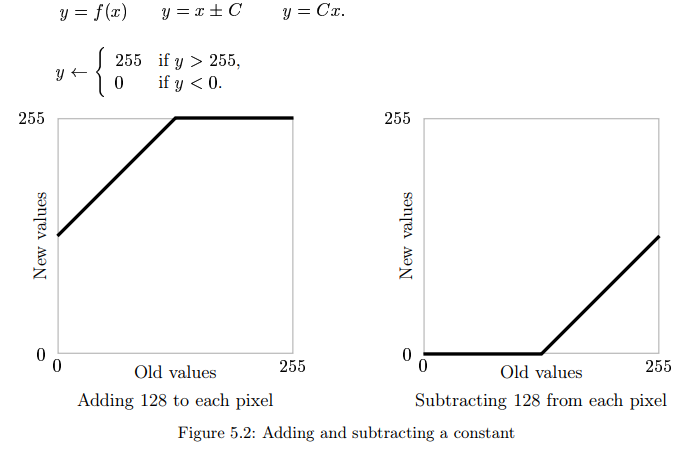 y = f(x) y = x ± C y = Cx.
y ← { 255 if y > 255,
0 if y < 0.
255
New values
0
0
Old values
255
Adding 128 to each pixel
255
New values
0
0
Old values
255
Subtracting 128 from each pixel
Figure 5.2: Adding and subtracting a constant